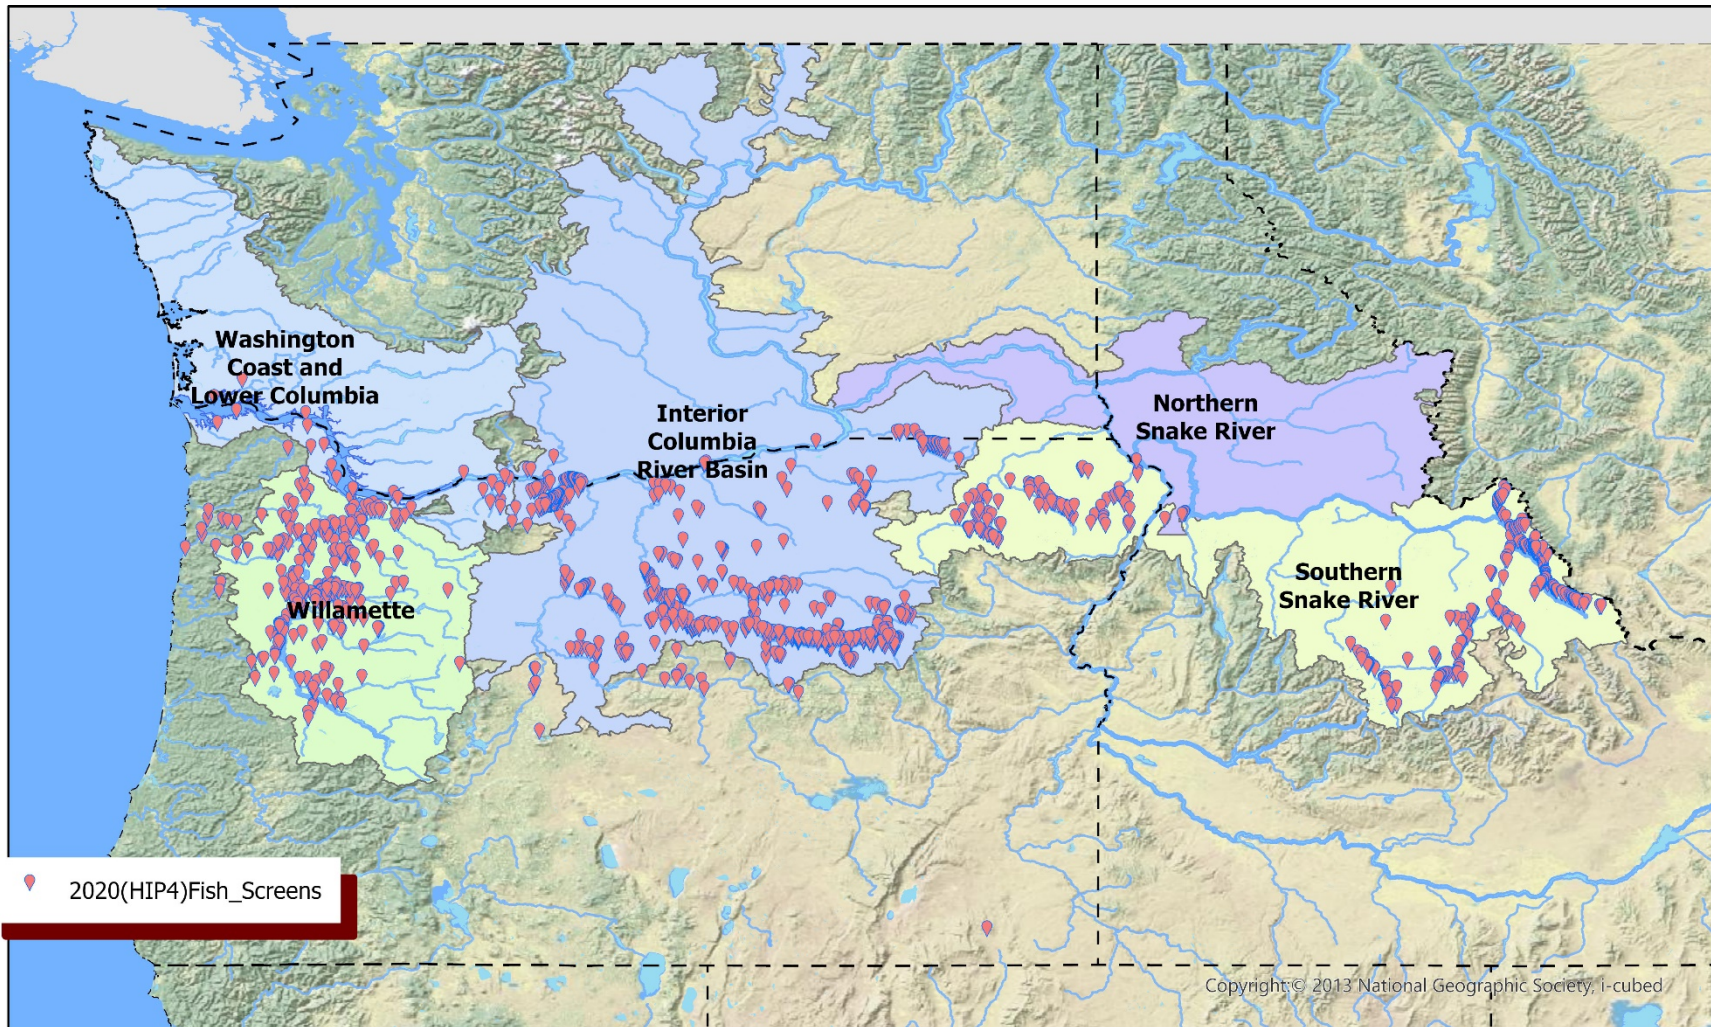 Washington
Coast and
Lower Columbia
Interior
Columbia
River Basin
Northern
Snake River
Southern
Snake River
Willamette
2020(HIP4)Fish_Screens
Copyright:© 2013 National Geographic Society, i-cubed